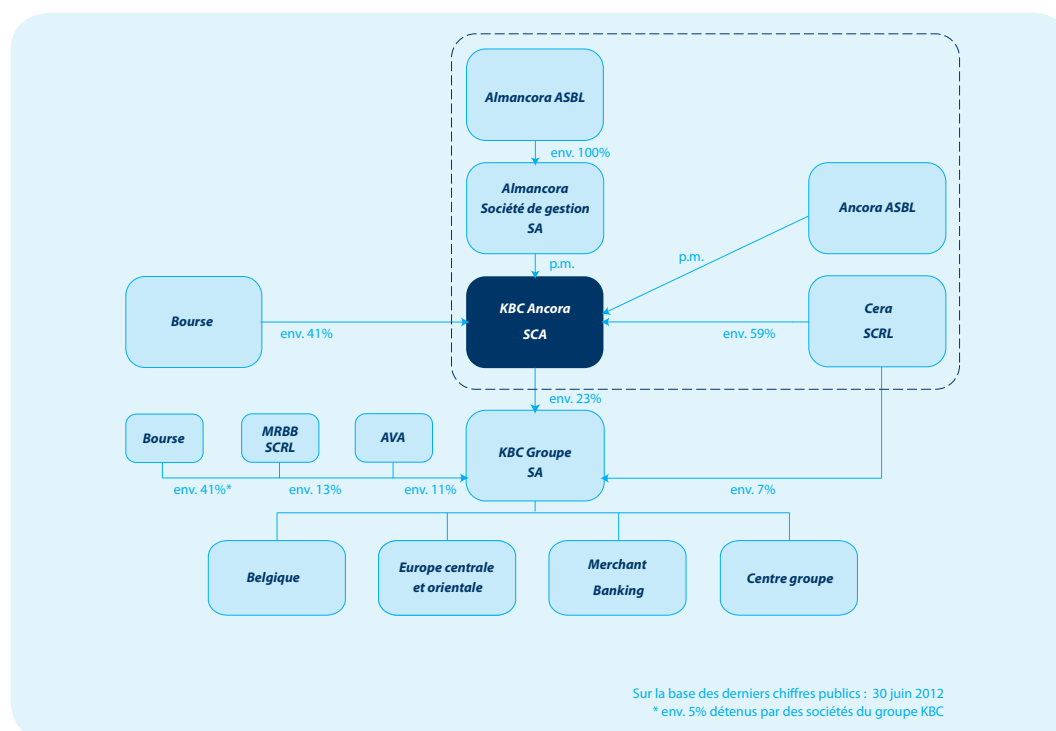 Almancora ASBL
env. 100%
Almancora
Société de gestion
SA
Ancora ASBL
p.m.
p.m.
Bourse
env. 41%
KBC Ancora
SCA
env. 59%
Cera
SCRL
env. 23%
Bourse
MRBB
SCRL
AVA
KBC Groupe
SA
env. 41%*
env. 13%
env. 11%
env. 7%
Belgique
Europe centrale
et orientale
Merchant
Banking
Centre groupe
Sur la base des derniers chiffres publics : 30 juin 2012
* env. 5% détenus par des sociétés du groupe KBC